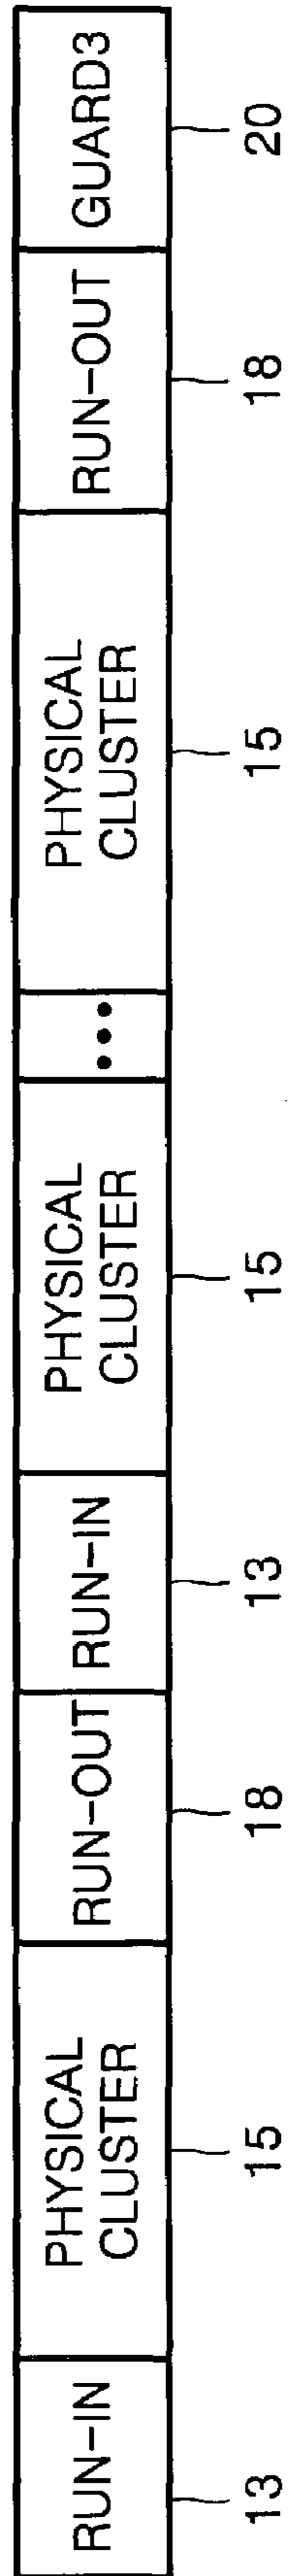 RUN-IN
PHYSICAL
CLUSTER
RUN-OUT
RUN-IN
PHYSICAL
CLUSTER
•••
PHYSICAL
CLUSTER
RUN-OUT
GUARD3
13
15
18
13
15
15
18
20